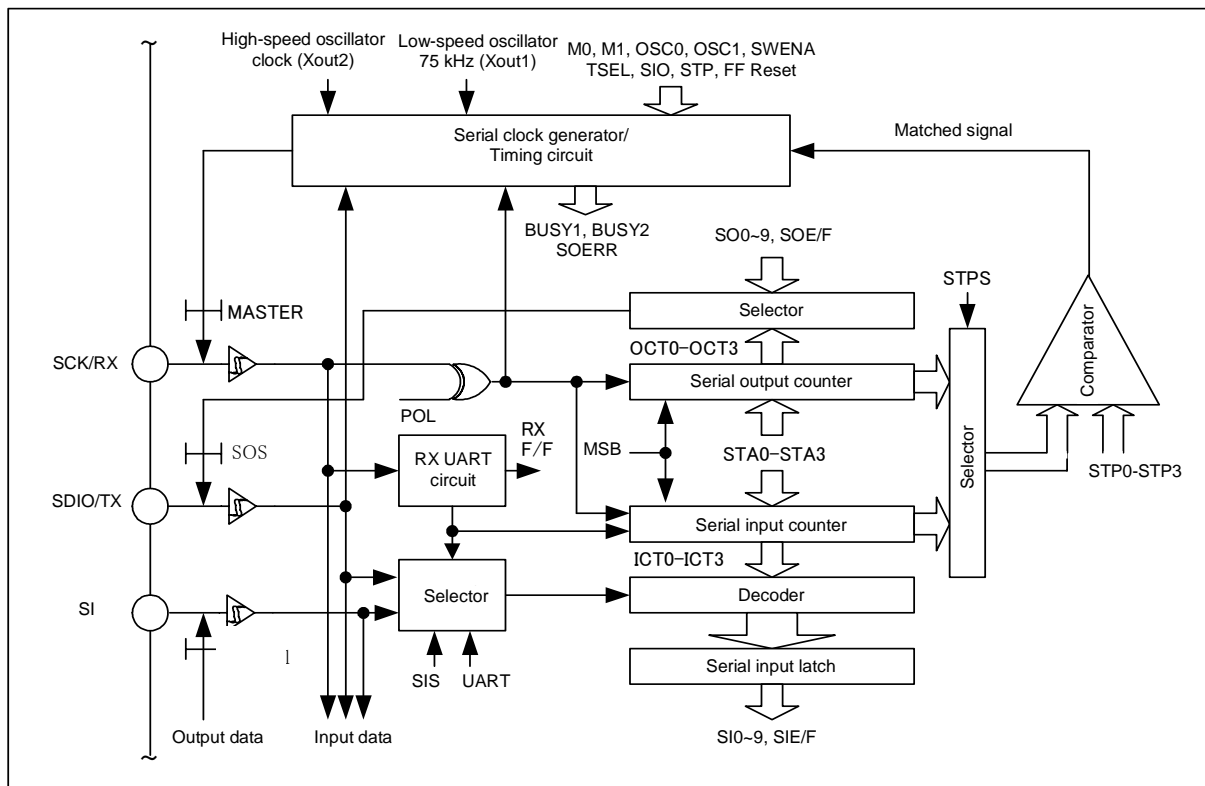 High-speed oscillator
clock (Xout2)
Low-speed oscillator
75 kHz (Xout1)
M0, M1, OSC0, OSC1, SWENA
TSEL, SIO, STP, FF Reset
Serial clock generator/
Timing circuit
Matched signal
BUSY1, BUSY2
SOERR
SO0~9, SOE/F
STPS
MASTER
Selector
SCK/RX
OCT0-OCT3
Serial output counter
Comparator
POL
RX
F/F
SOS
MSB
STA0-STA3
RX UART
circuit
Selector
STP0-STP3
SDIO/TX
Serial input counter
ICT0-ICT3
SI
Selector
Decoder
l
SIS
UART
Serial input latch
Output data
Input data
SI0~9, SIE/F